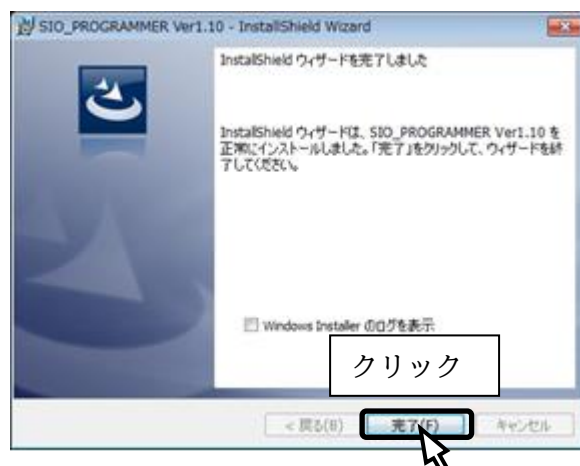 SIO_PROGRAMMER Ver1.10 - InstallShield Wizard
InstallShield ウィザードを完了しました
InstallShield ウィザードは、SIO_PROGRAMMER Ver1.10 を
正常にインストールしました。「完了」をクリックして、ウィザードを終
了してください。
Windows Installer のログを表示
クリック
< 戻る(B)
完了(F)
キャンセル